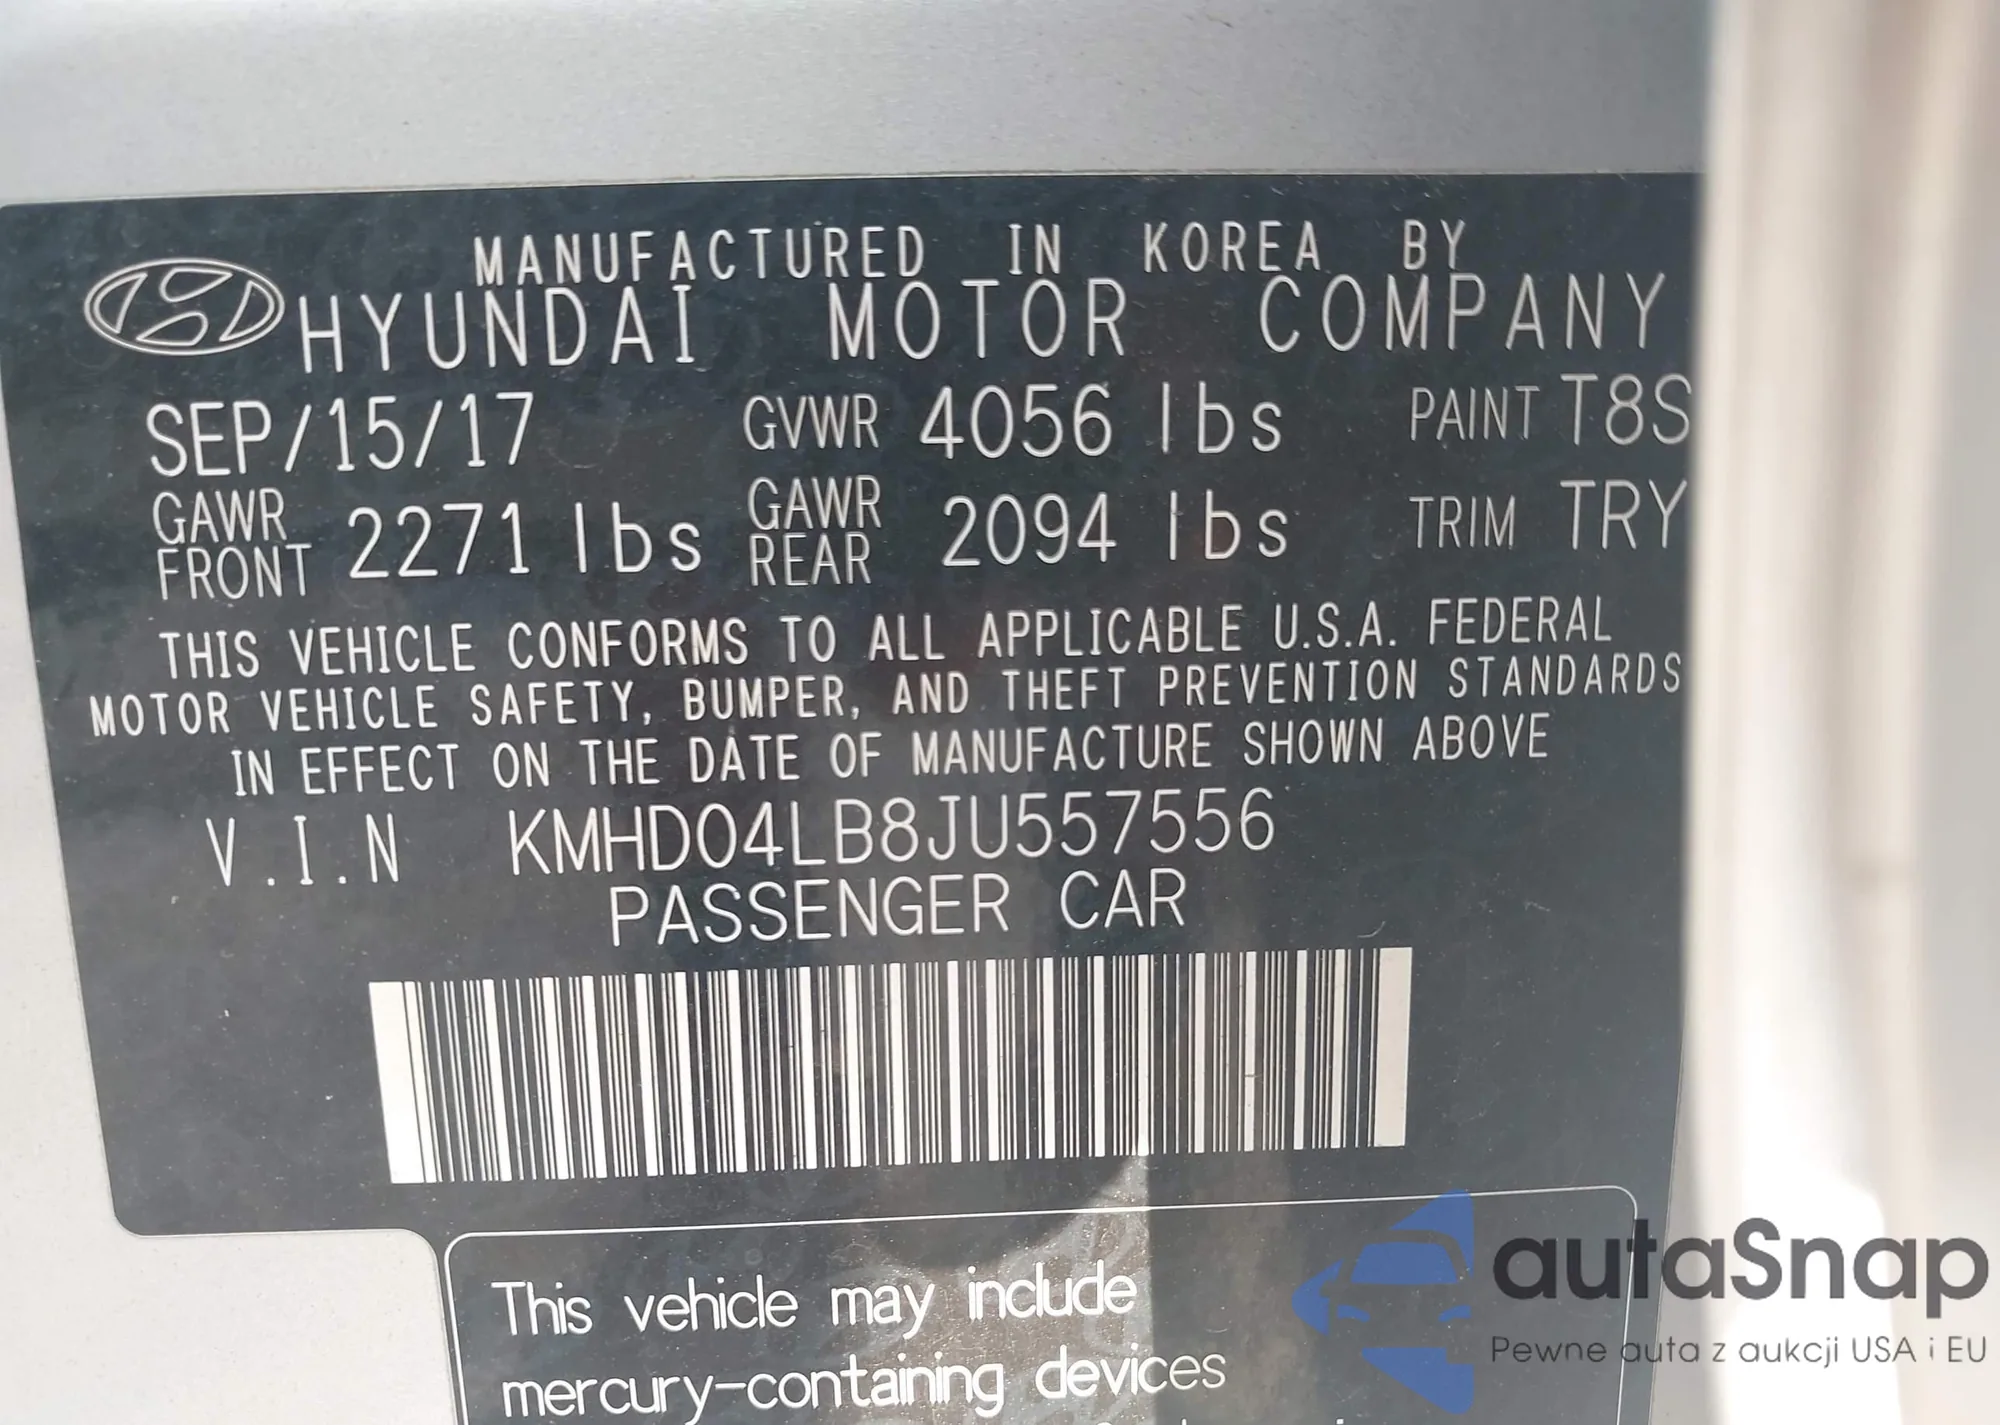 MANUFACTURED IN KOREA BY
HYUNDAI MOTOR COMPANY
SEP/15/17 GVWR 4056 lbs PAINT T8S
GAWR FRONT 2271 lbs GAWR REAR 2094 lbs TRIM TRY
THIS VEHICLE CONFORMS TO ALL APPLICABLE U.S.A. FEDERAL
MOTOR VEHICLE SAFETY, BUMPER, AND THEFT PREVENTION STANDARDS
IN EFFECT ON THE DATE OF MANUFACTURE SHOWN ABOVE
V.I.N KMHD04LB8JU557556
PASSENGER CAR
This vehicle may include
mercury-containing devices
autaSnap
Pewne auta z aukcji USA i EU